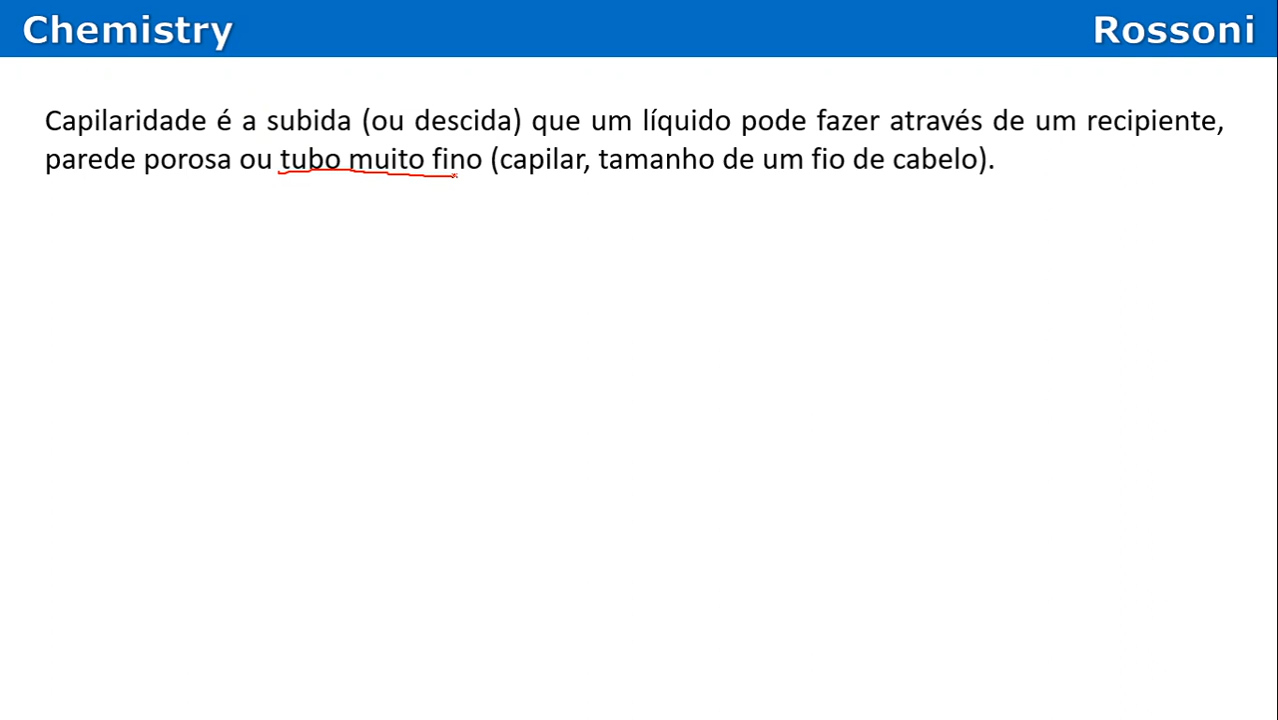 Chemistry Rossoni
Capilaridade é a subida (ou descida) que um líquido pode fazer através de um recipiente,
parede porosa ou tubo muito fino (capilar, tamanho de um fio de cabelo).